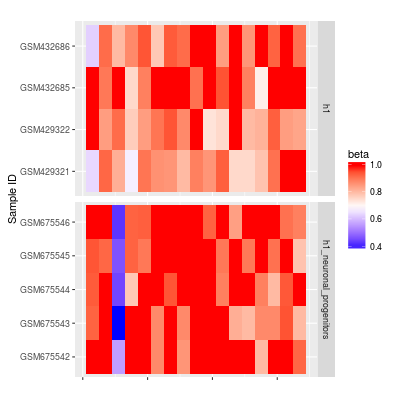 Sample ID
GSM432686
GSM432685
GSM429322
GSM429321
h1
GSM675546
GSM675545
GSM675544
GSM675543
GSM675542
h1_neuronal_progenitors
beta
1.0
0.8
0.6
0.4